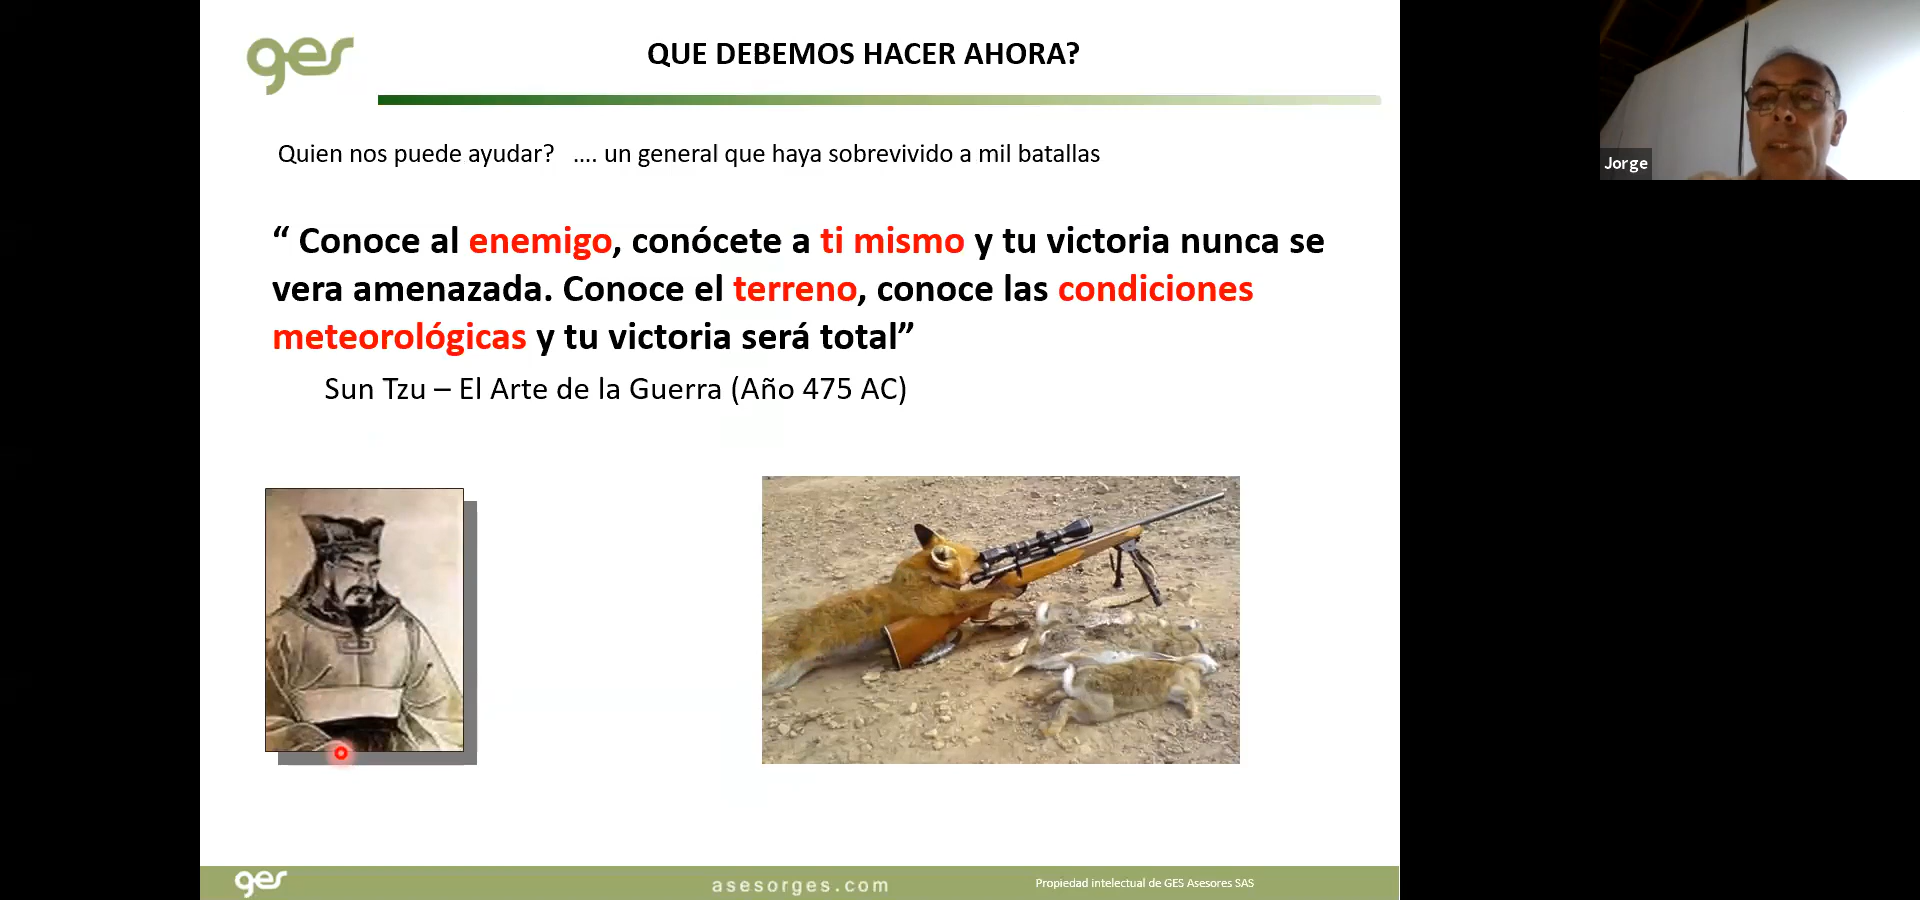 ges
QUE DEBEMOS HACER AHORA?
Jorge
Quien nos puede ayudar? .... un general que haya sobrevivido a mil batallas
“ Conoce al enemigo, conócete a ti mismo y tu victoria nunca se
vera amenazada. Conoce el terreno, conoce las condiciones
meteorológicas y tu victoria será total”
Sun Tzu – El Arte de la Guerra (Año 475 AC)
ges
asesorges.com
Propiedad intelectual de GES Asesores SAS